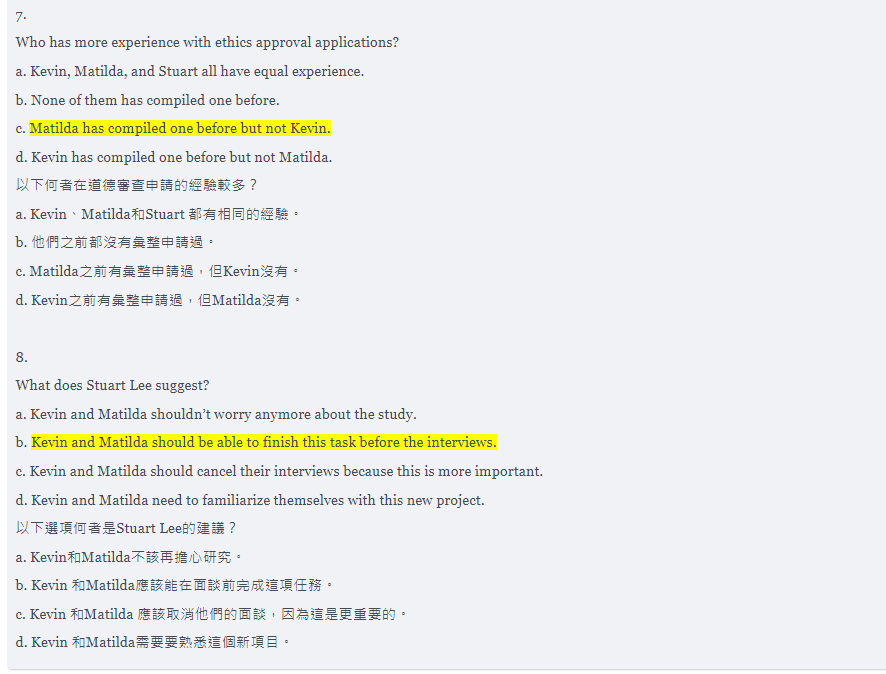 7.
Who has more experience with ethics approval applications?
a. Kevin, Matilda, and Stuart all have equal experience.
b. None of them has compiled one before.
c. Matilda has compiled one before but not Kevin.
d. Kevin has compiled one before but not Matilda.
以下何者在道德審查申請的經驗較多？
a. Kevin、Matilda和Stuart 都有相同的經驗。
b. 他們之前都沒有彙整申請過。
c. Matilda之前有彙整申請過，但Kevin沒有。
d. Kevin之前有彙整申請過，但Matilda沒有。
8.
What does Stuart Lee suggest?
a. Kevin and Matilda shouldn’t worry anymore about the study.
b. Kevin and Matilda should be able to finish this task before the interviews.
c. Kevin and Matilda should cancel their interviews because this is more important.
d. Kevin and Matilda need to familiarize themselves with this new project.
以下選項何者是Stuart Lee的建議？
a. Kevin和Matilda不該再擔心研究。
b. Kevin 和Matilda應該能在面談前完成這項任務。
c. Kevin 和Matilda 應該取消他們的面談，因為這是更重要的。
d. Kevin 和Matilda需要要熟悉這個新項目。